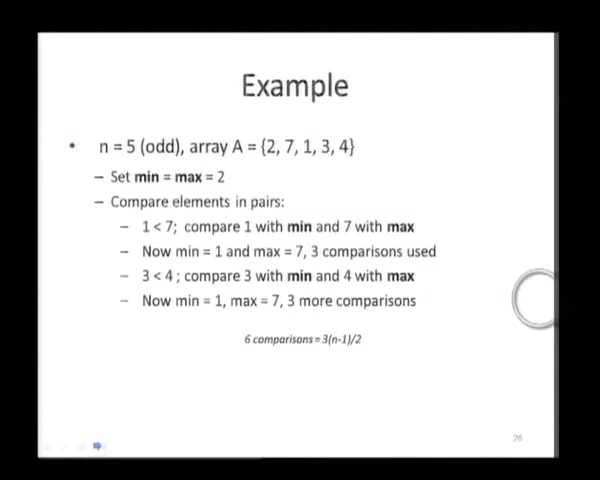 Example
• n = 5 (odd), array A = {2, 7, 1, 3, 4}
– Set min = max = 2
– Compare elements in pairs:
– 1 < 7; compare 1 with min and 7 with max
– Now min = 1 and max = 7, 3 comparisons used
– 3 < 4 ; compare 3 with min and 4 with max
– Now min = 1, max = 7, 3 more comparisons
6 comparisons = 3(n-1)/2
26